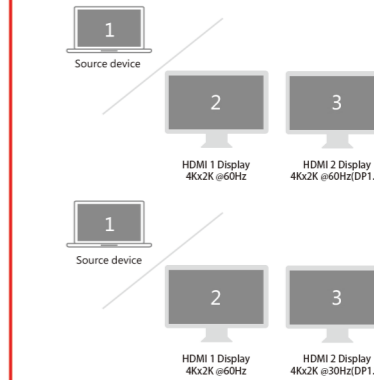 1
Source device
2
3
HDMI 1 Display
4Kx2K @60Hz
HDMI 2 Display
4Kx2K @60Hz(DP1.
1
Source device
2
3
HDMI 1 Display
4Kx2K @60Hz
HDMI 2 Display
4Kx2K @30Hz(DP1.